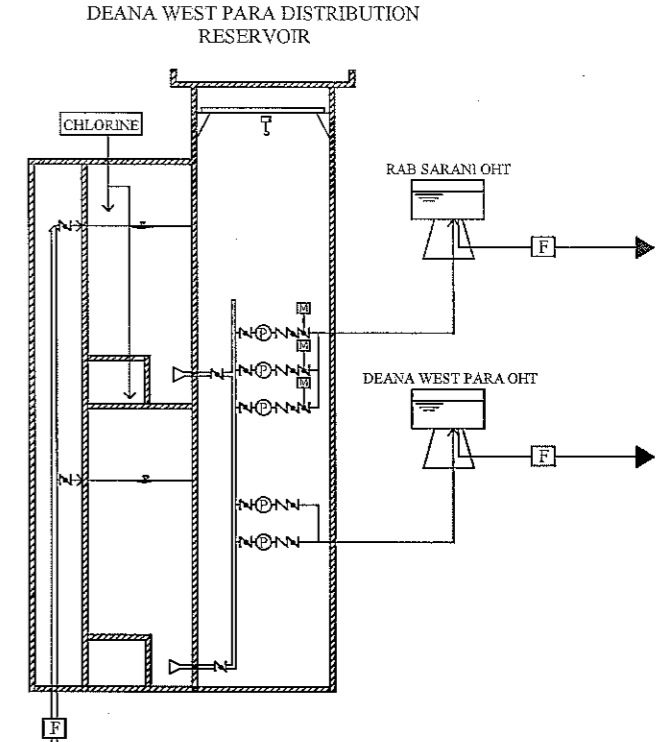 DEANA WEST PARA DISTRIBUTION
RESERVOIR
CHLORINE
RAB SARANI OHT
F
M
P
M
P
M
P
DEANA WEST PARA OHT
F
P
P
F